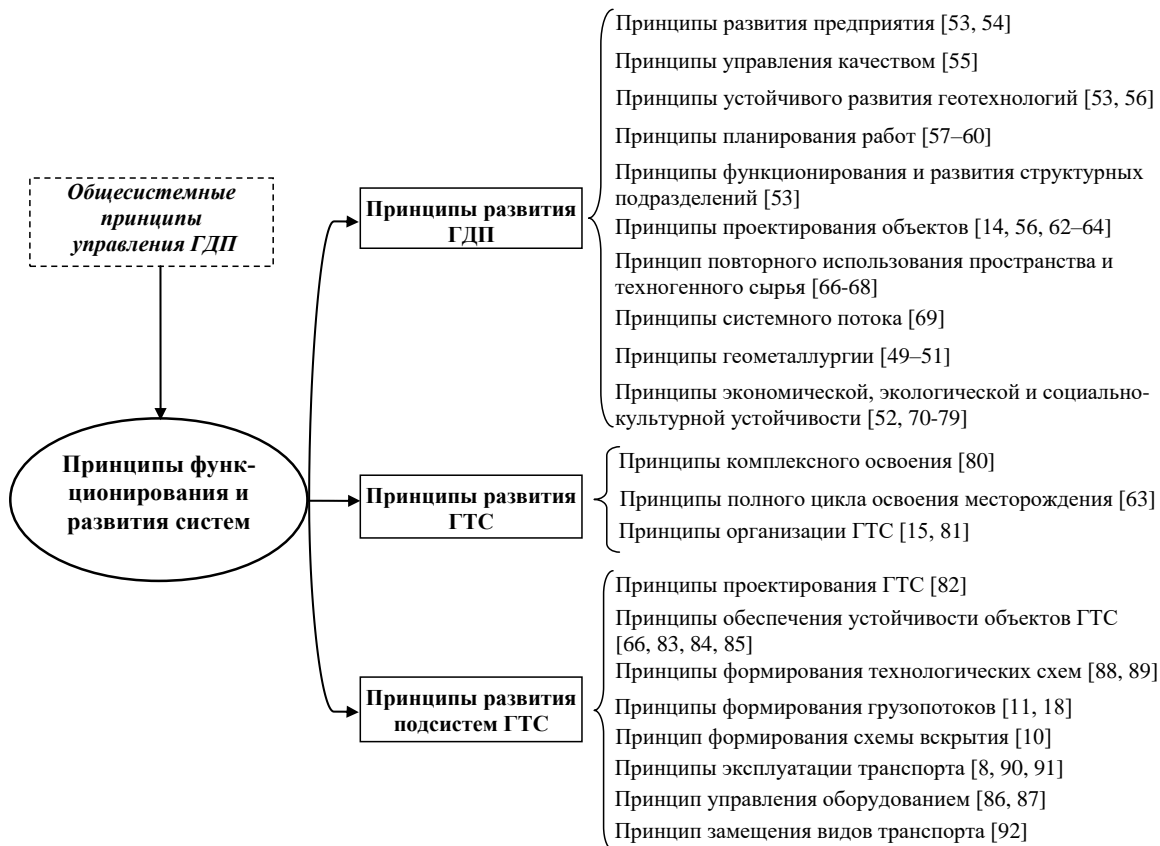 Общесистемные
принципы
управления ГДП
Принципы функ-
ционирования и
развития систем
Принципы развития
ГДП
Принципы развития предприятия [53, 54]
Принципы управления качеством [55]
Принципы устойчивого развития геотехнологий [53, 56]
Принципы планирования работ [57–60]
Принципы функционирования и развития структурных
подразделений [53]
Принципы проектирования объектов [14, 56, 62–64]
Принцип повторного использования пространства и
техногенного сырья [66-68]
Принципы системного потока [69]
Принципы геометаллургии [49–51]
Принципы экономической, экологической и социально-
культурной устойчивости [52, 70-79]
Принципы развития
ГТС
Принципы комплексного освоения [80]
Принципы полного цикла освоения месторождения [63]
Принципы организации ГТС [15, 81]
Принципы развития
подсистем ГТС
Принципы проектирования ГТС [82]
Принципы обеспечения устойчивости объектов ГТС
[66, 83, 84, 85]
Принципы формирования технологических схем [88, 89]
Принципы формирования грузопотоков [11, 18]
Принцип формирования схемы вскрытия [10]
Принципы эксплуатации транспорта [8, 90, 91]
Принцип управления оборудованием [86, 87]
Принцип замещения видов транспорта [92]